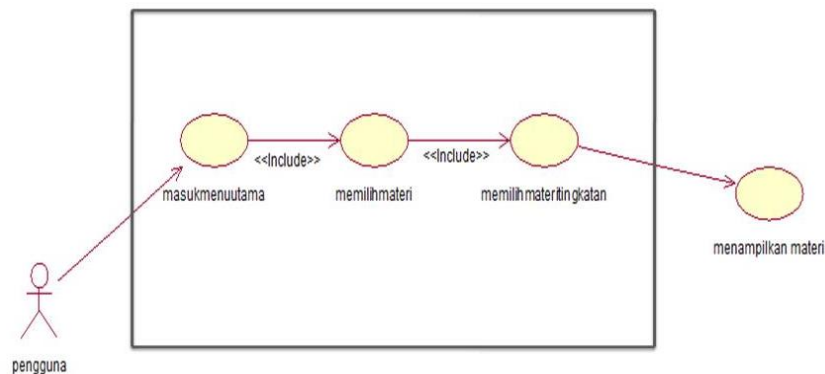 <<Include>>
<<Include>>
masukmenuutama
memilihmateri
memilihmateritingkatan
menampilkan materi
pengguna